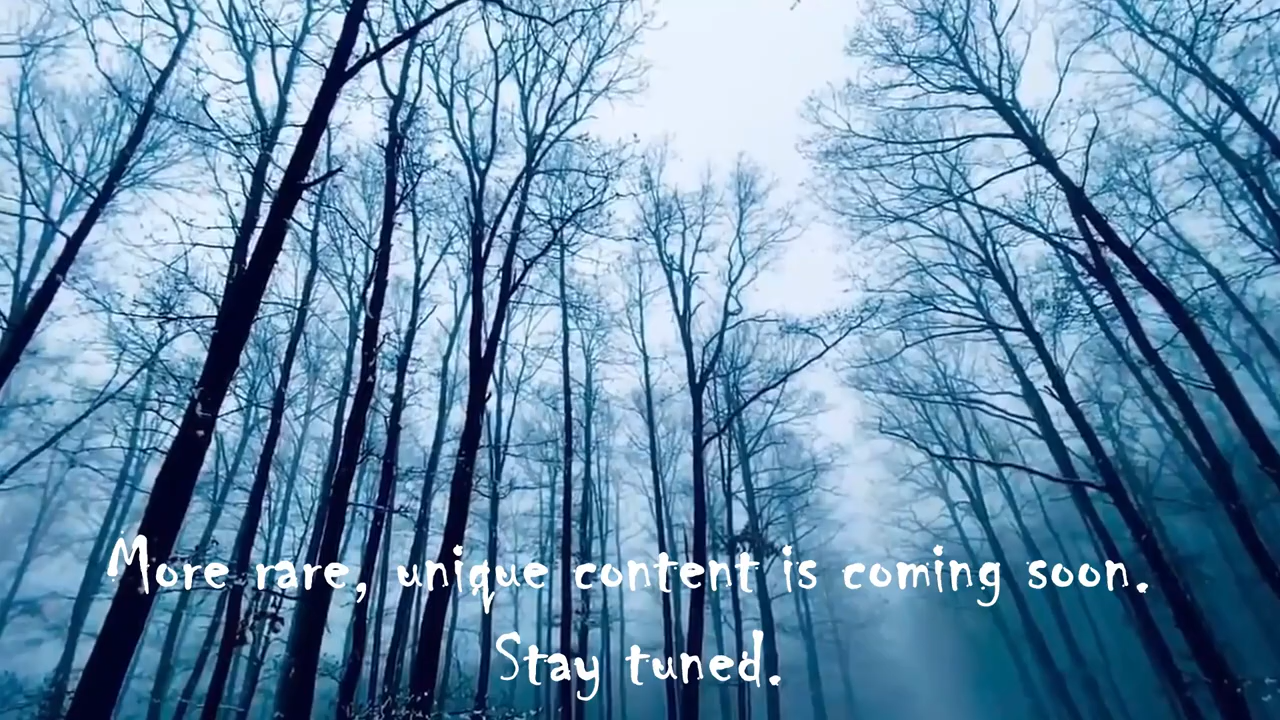 More rare, unique content is coming soon.
Stay tuned.